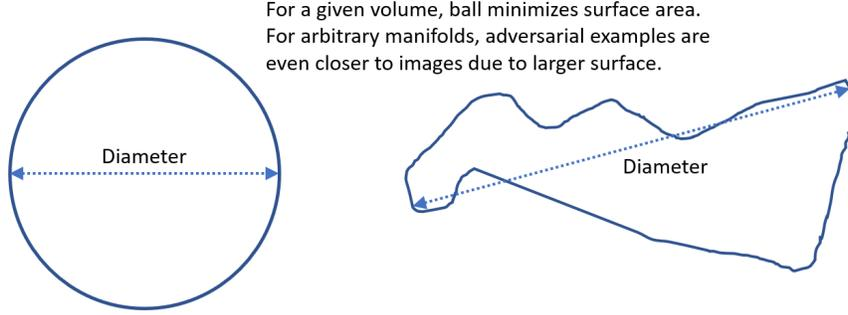 For a given volume, ball minimizes surface area.
For arbitrary manifolds, adversarial examples are
even closer to images due to larger surface.
Diameter
Diameter